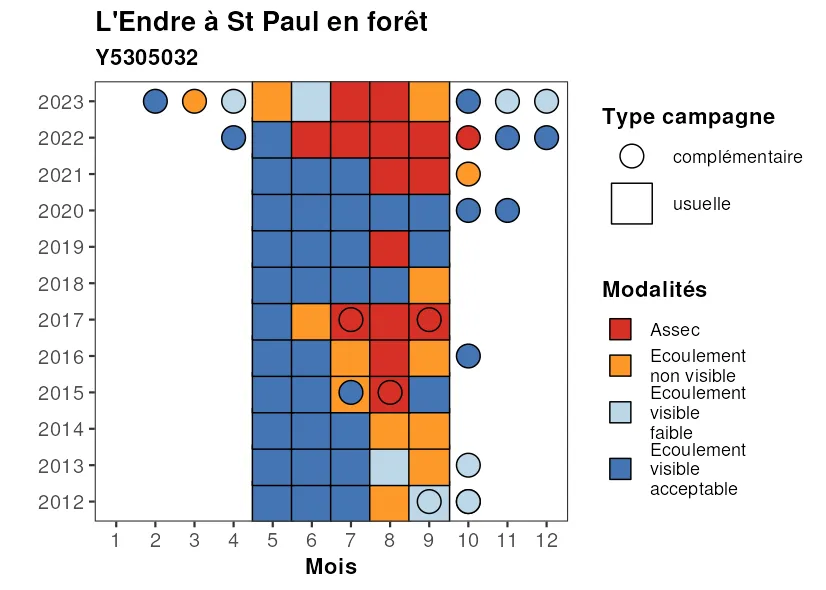 L'Endre à St Paul en forêt
Y5305032
2023
2022
2021
2020
2019
2018
2017
2016
2015
2014
2013
2012
1 2 3 4 5 6 7 8 9 10 11 12
Mois
Type campagne
complémentaire
usuelle
Modalités
Assec
Ecoulement
non visible
Ecoulement
visible
faible
Ecoulement
visible
acceptable